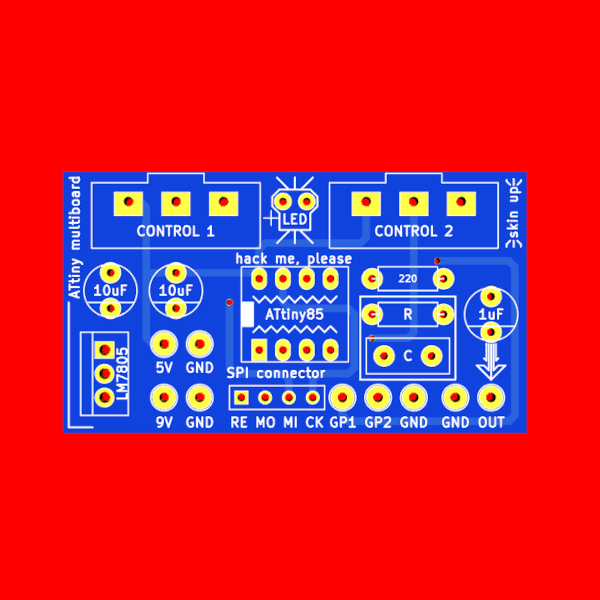 ATtiny multiboard
CONTROL 1
LED
CONTROL 2
skin up
hack me, please
10uF
10uF
ATtiny85
220
R
1uF
LM7805
5V GND
C
SPI connector
9V GND RE MO MI CK GP1 GP2 GND GND OUT